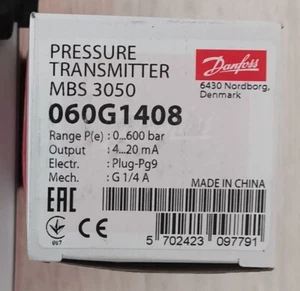 PRESSURE
TRANSMITTER
MBS 3050
060G1408
Danfoss
6430 Nordborg,
Denmark
Range P(e) : 0...600 bar
Output : 4...20 mA
Electr. : Plug-Pg9
Mech. : G 1/4 A
MADE IN CHINA
EAC
CE
5 702423 097791